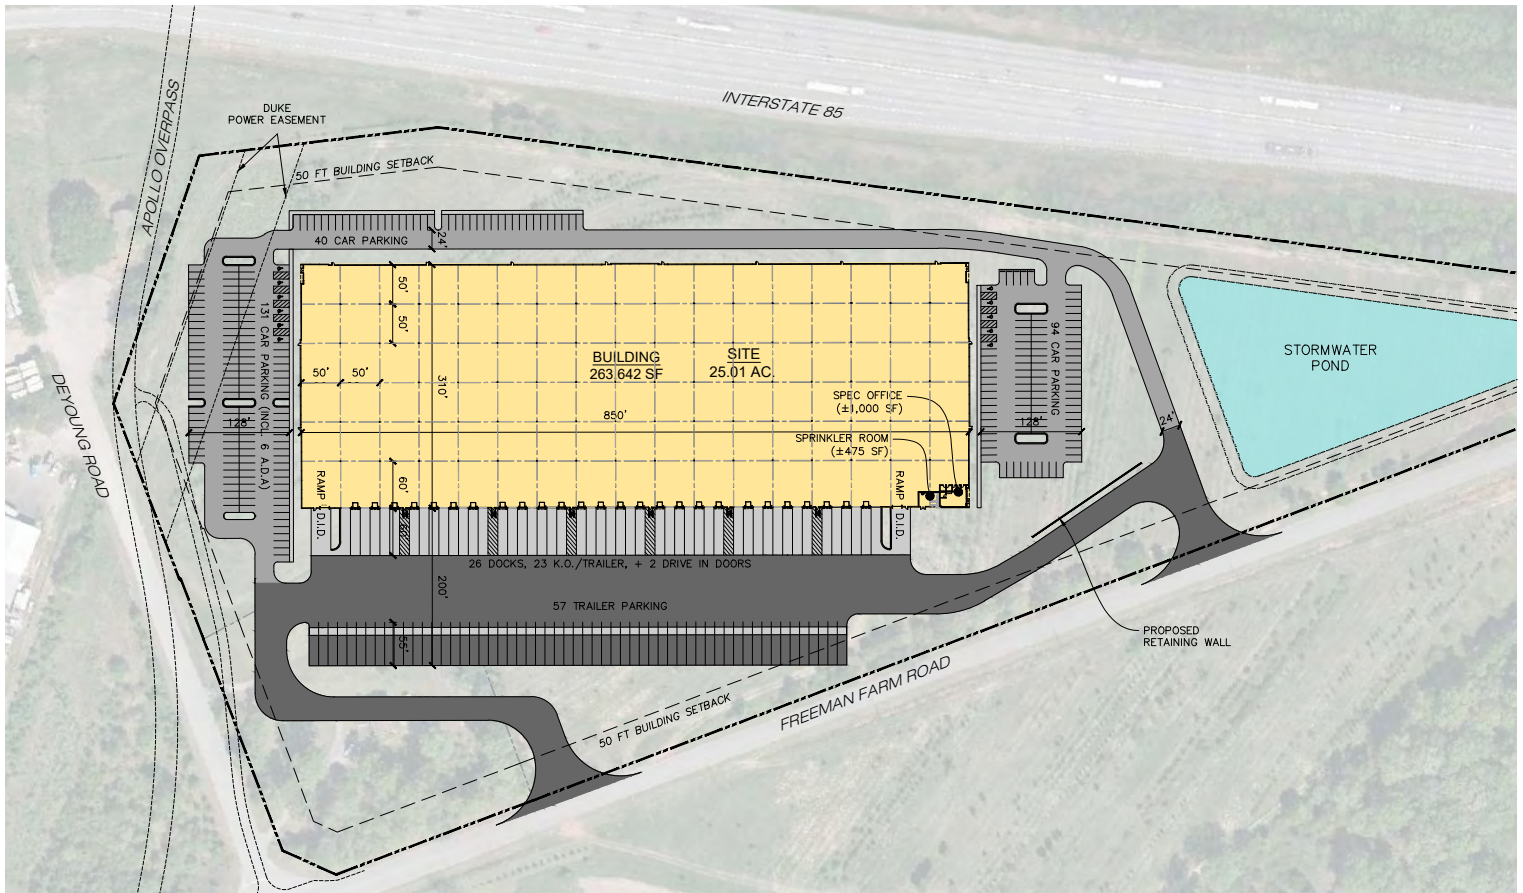 INTERSTATE 85
APOLLO OVERPASS
DUKE
POWER EASEMENT
50 FT BUILDING SETBACK
40 CAR PARKING
24'
131 CAR PARKING (INCL. 6 A.D.A)
128'
50'
50'
50'
50'
310'
850'
60'
BUILDING
263,642 SF
SITE
25.01 AC.
SPEC OFFICE
(±1,000 SF)
SPRINKLER ROOM
(±475 SF)
94 CAR PARKING
128'
24'
STORMWATER
POND
DEYOUNG ROAD
RAMP
D.I.D.
RAMP
D.I.D.
60'
26 DOCKS, 23 K.O./TRAILER, + 2 DRIVE IN DOORS
200'
57 TRAILER PARKING
55'
PROPOSED
RETAINING WALL
FREEMAN FARM ROAD
50 FT BUILDING SETBACK